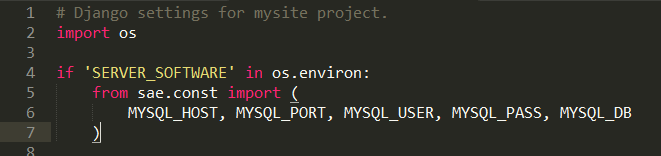 1 # Django settings for mysite project.
2 import os
3
4 if 'SERVER_SOFTWARE' in os.environ:
5     from sae.const import (
6         MYSQL_HOST, MYSQL_PORT, MYSQL_USER, MYSQL_PASS, MYSQL_DB
7     )
8